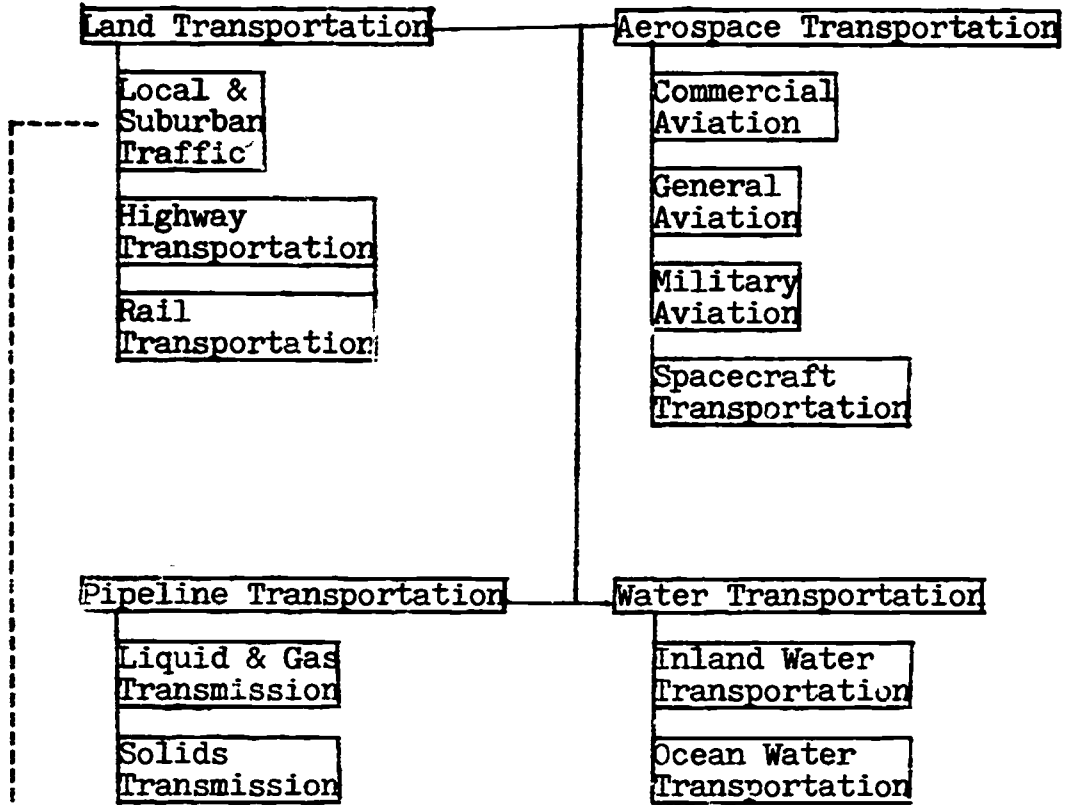 Land Transportation
Local &
Suburban
Traffic
Highway
Transportation
Rail
Transportation
Aerospace Transportation
Commercial
Aviation
General
Aviation
Military
Aviation
Spacecraft
Transportation
Pipeline Transportation
Liquid & Gas
Transmission
Solids
Transmission
Water Transportation
Inland Water
Transportation
Ocean Water
Transportation